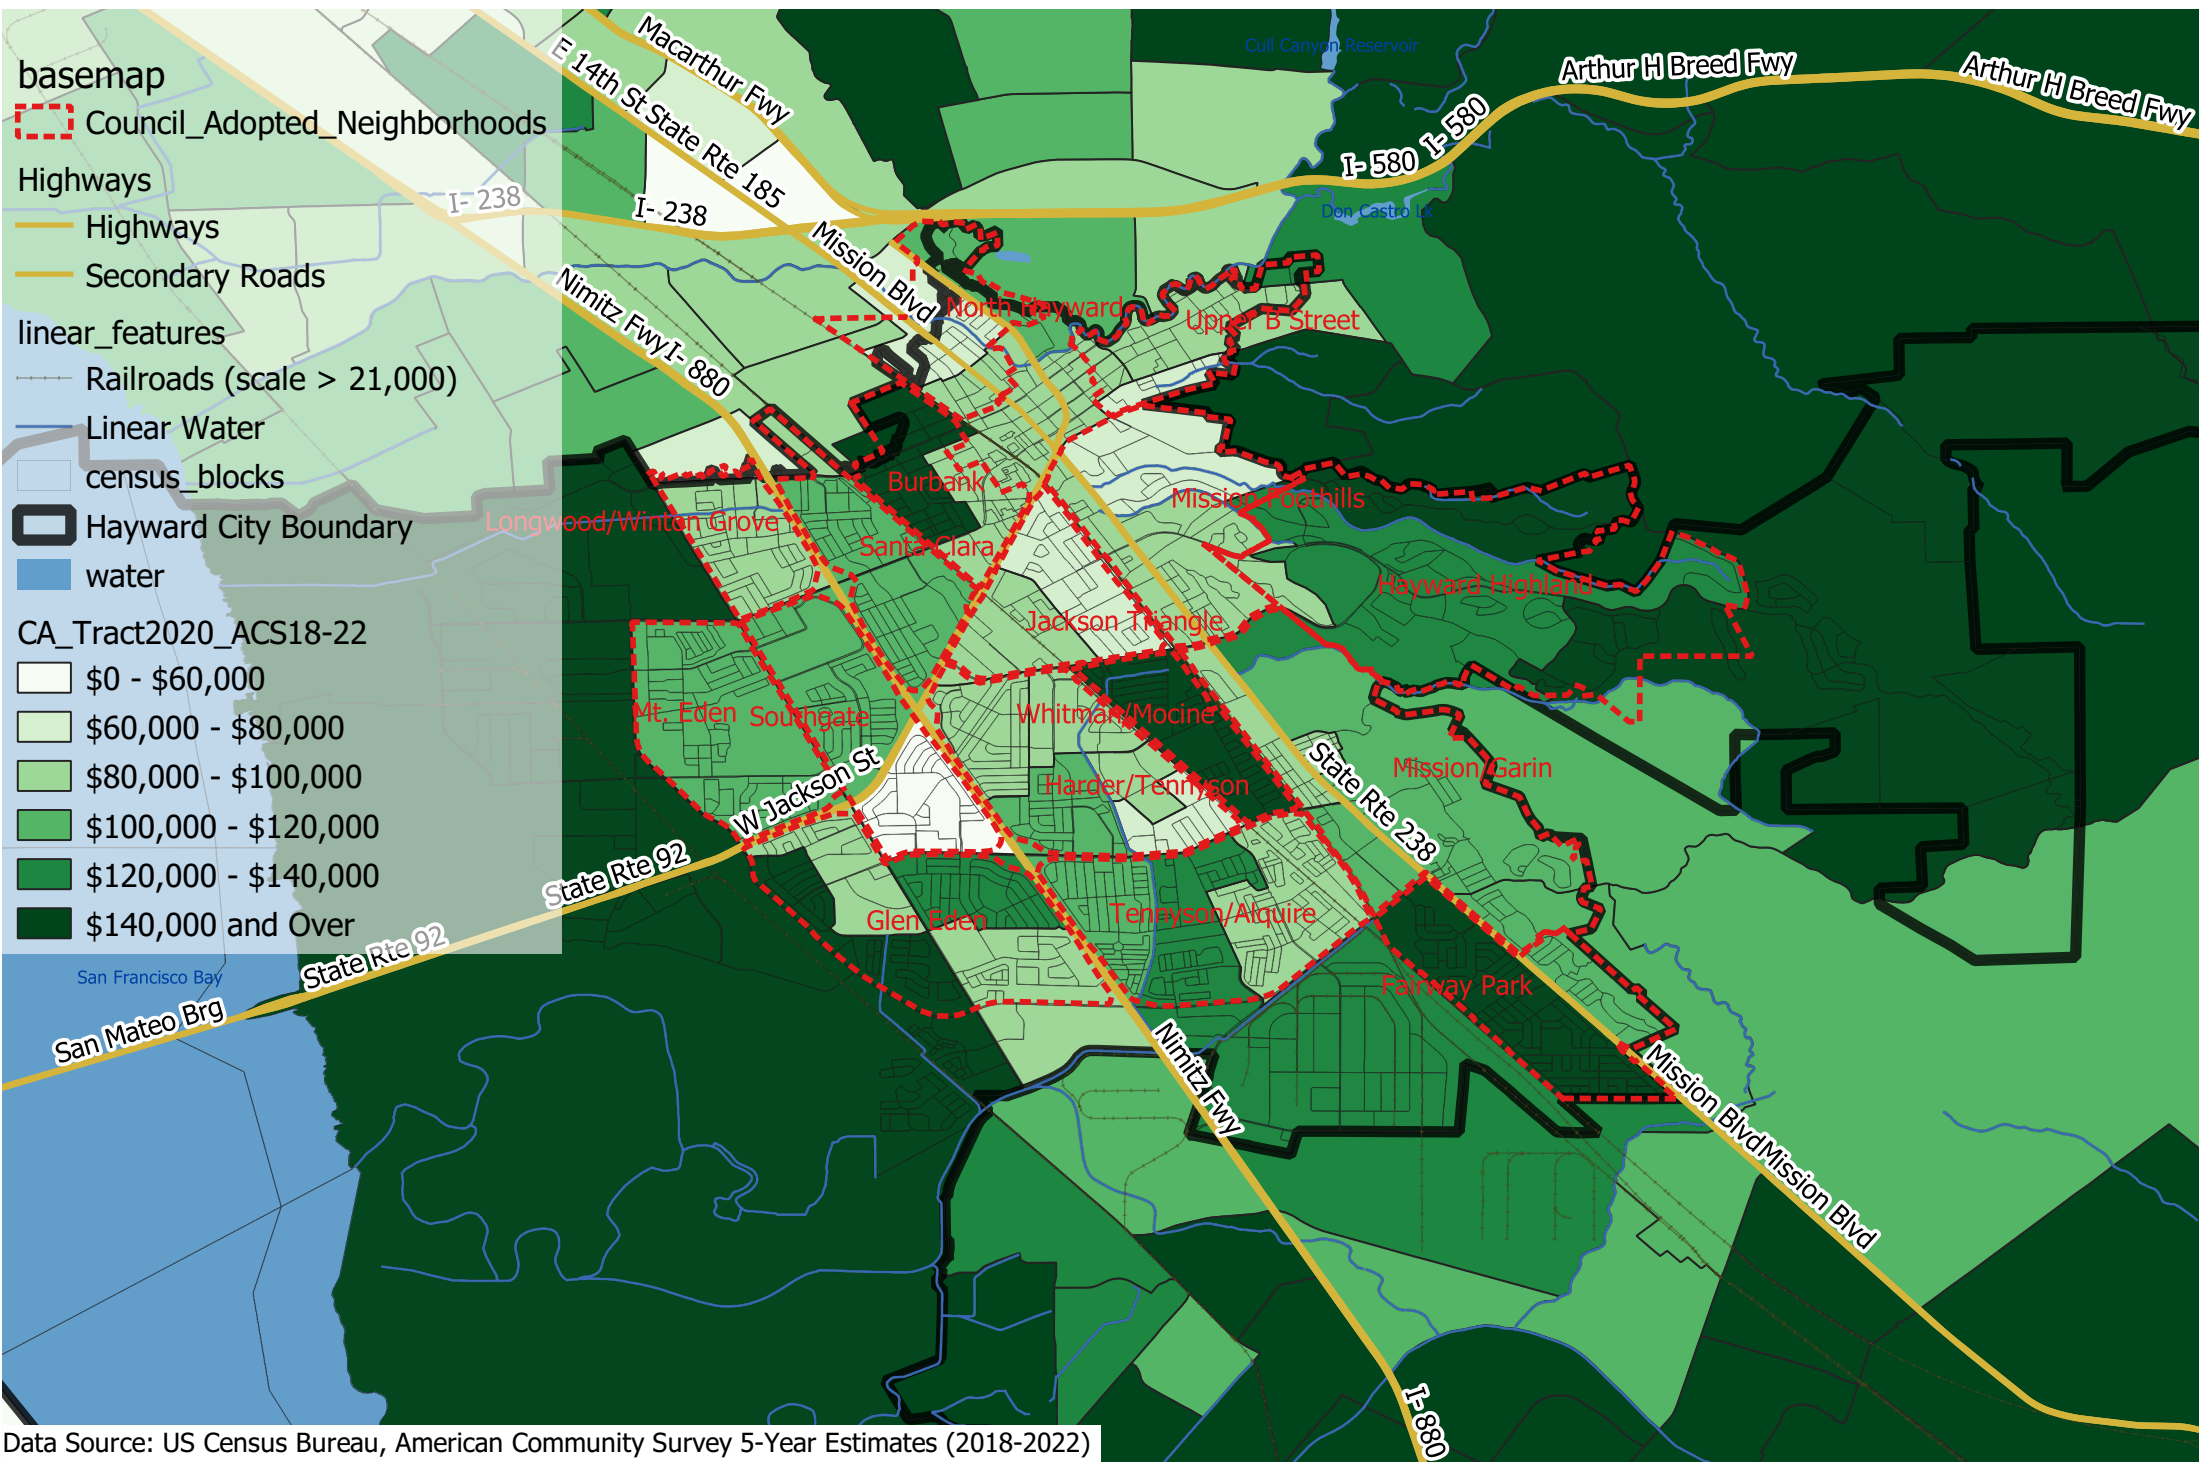 basemap
Council_Adopted_Neighborhoods
Highways
Highways
Secondary Roads
linear_features
Railroads (scale > 21,000)
Linear Water
census_blocks
Hayward City Boundary
water
CA_Tract2020_ACS18-22
$0 - $60,000
$60,000 - $80,000
$80,000 - $100,000
$100,000 - $120,000
$120,000 - $140,000
$140,000 and Over
Macarthur Fwy
E 14th St State Rte 185
Cull Canyon Reservoir
Arthur H Breed Fwy
Arthur H Breed Fwy
I- 580
I- 580
I- 238
I- 238
Don Castro Lk
Mission Blvd
Nimitz Fwy
I- 880
North Hayward
Upper B Street
Burbank
Mission Foothills
Longwood/Winton Grove
Santa Clara
Hayward Highland
Jackson Triangle
Mt. Eden
Southgate
Whitman/Mocine
Harder/Tennyson
Mission/Garin
State Rte 238
W Jackson St
State Rte 92
State Rte 92
Glen Eden
Tennyson/Alquire
Fairway Park
San Francisco Bay
San Mateo Brg
Nimitz Fwy
Mission Blvd
Mission Blvd
I- 880
Data Source: US Census Bureau, American Community Survey 5-Year Estimates (2018-2022)